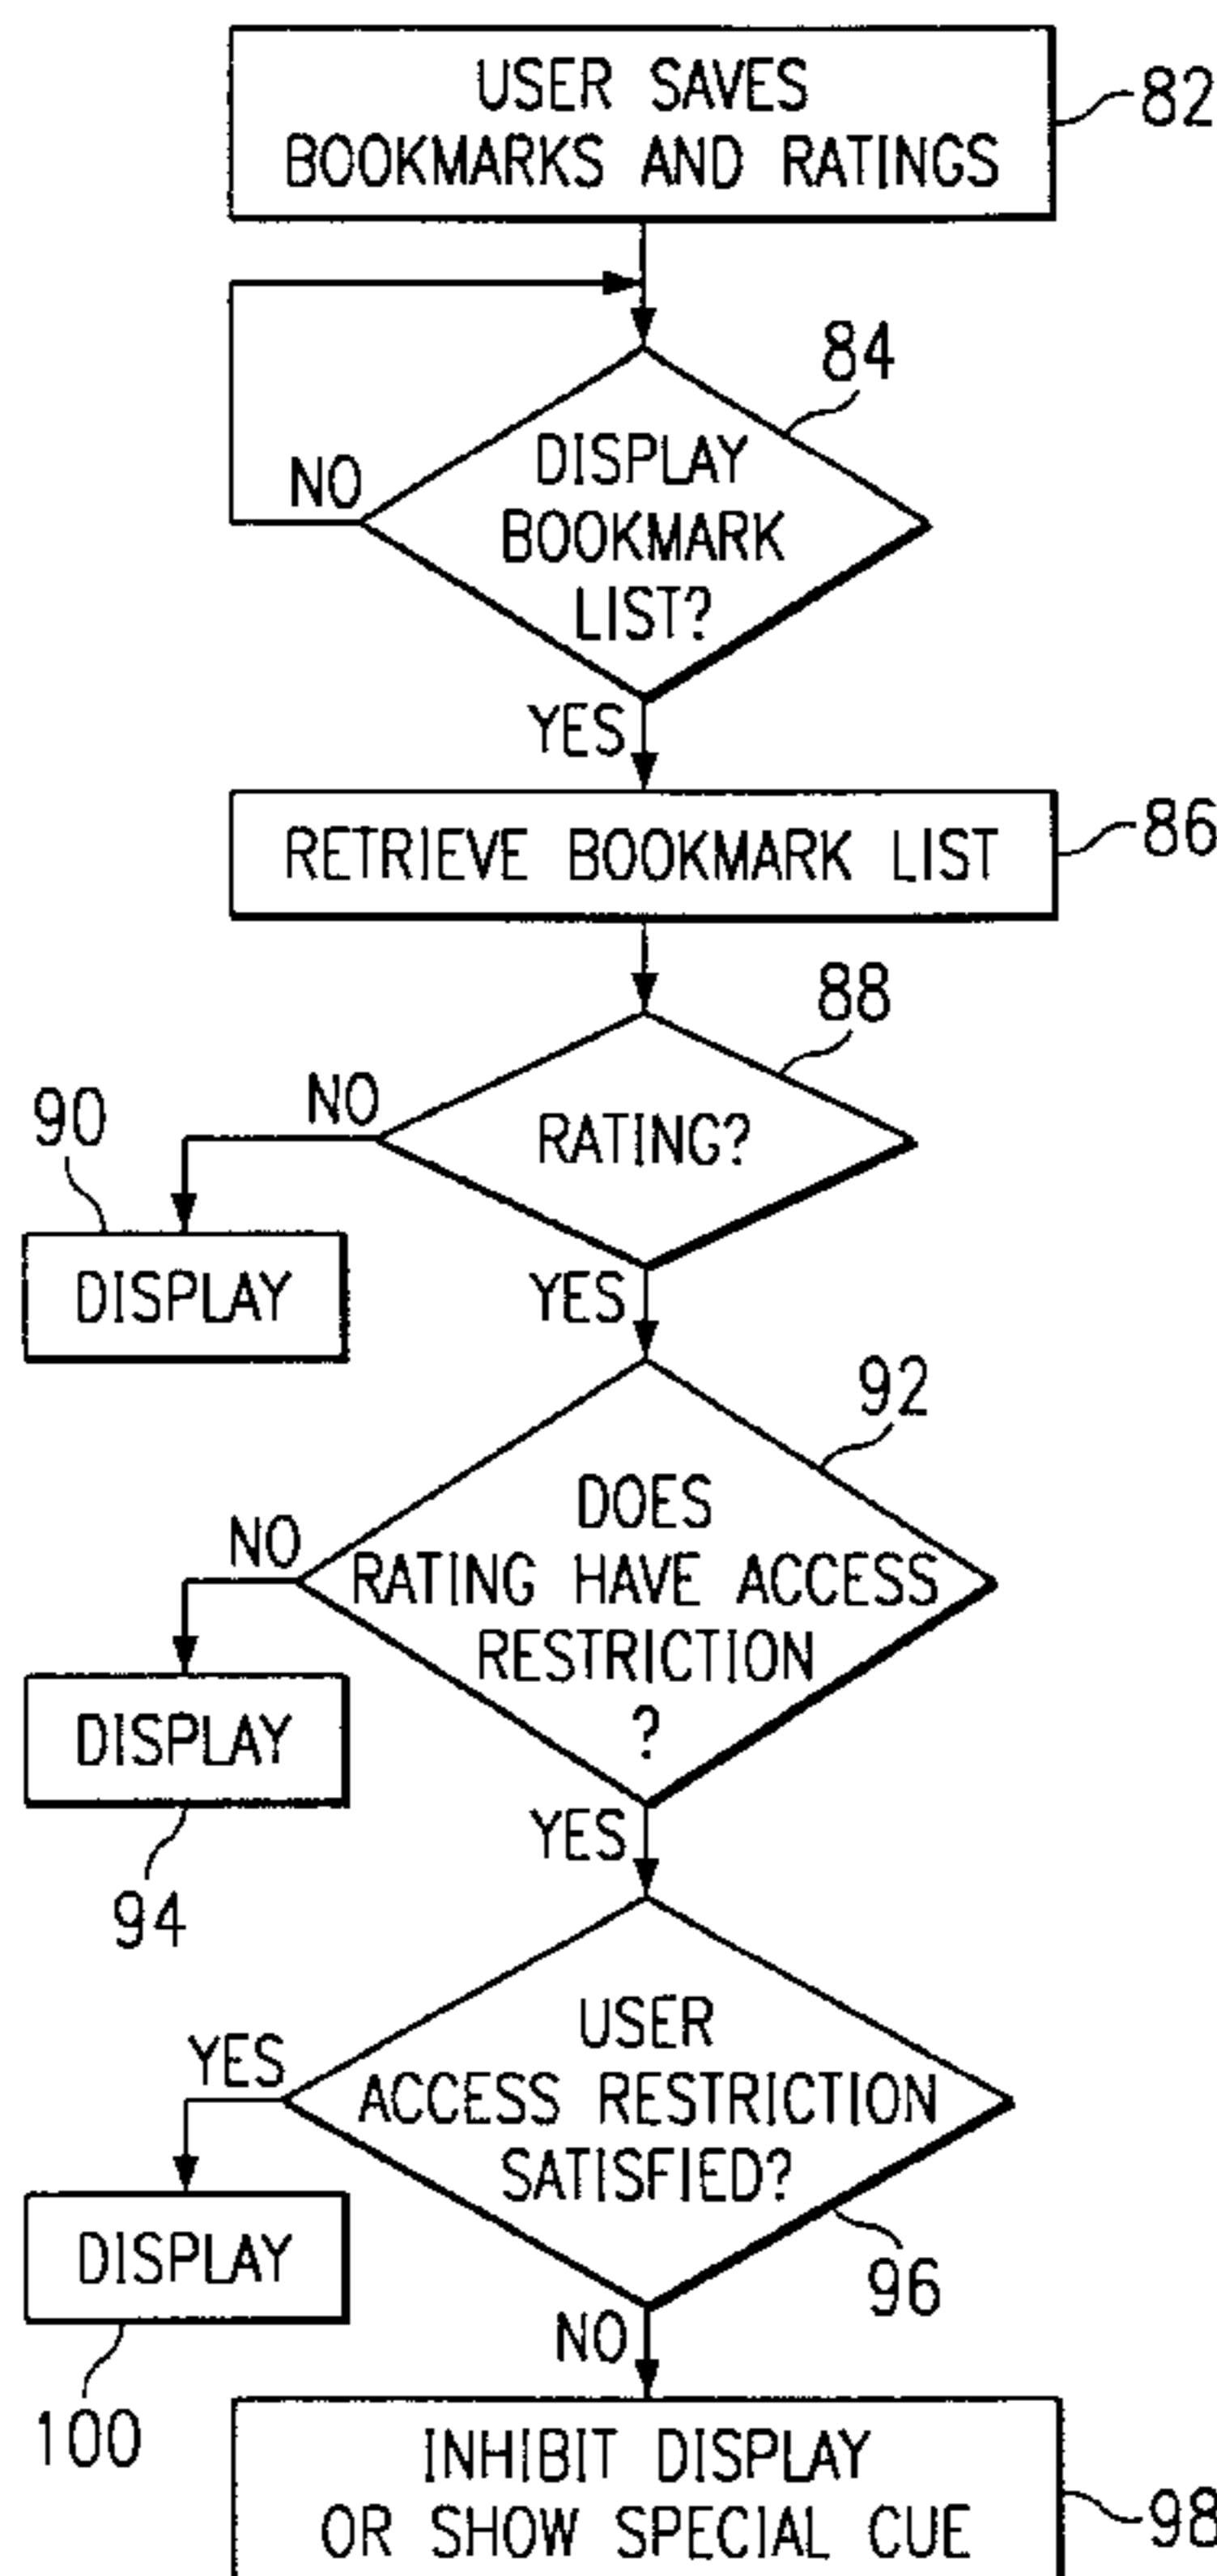 USER SAVES
BOOKMARKS AND RATINGS
82
84
DISPLAY
BOOKMARK
LIST?
NO
YES
RETRIEVE BOOKMARK LIST
86
88
RATING?
NO
90
DISPLAY
YES
92
DOES
RATING HAVE ACCESS
RESTRICTION
?
NO
DISPLAY
94
YES
USER
ACCESS RESTRICTION
SATISFIED?
YES
96
DISPLAY
100
NO
INHIBIT DISPLAY
OR SHOW SPECIAL CUE
98